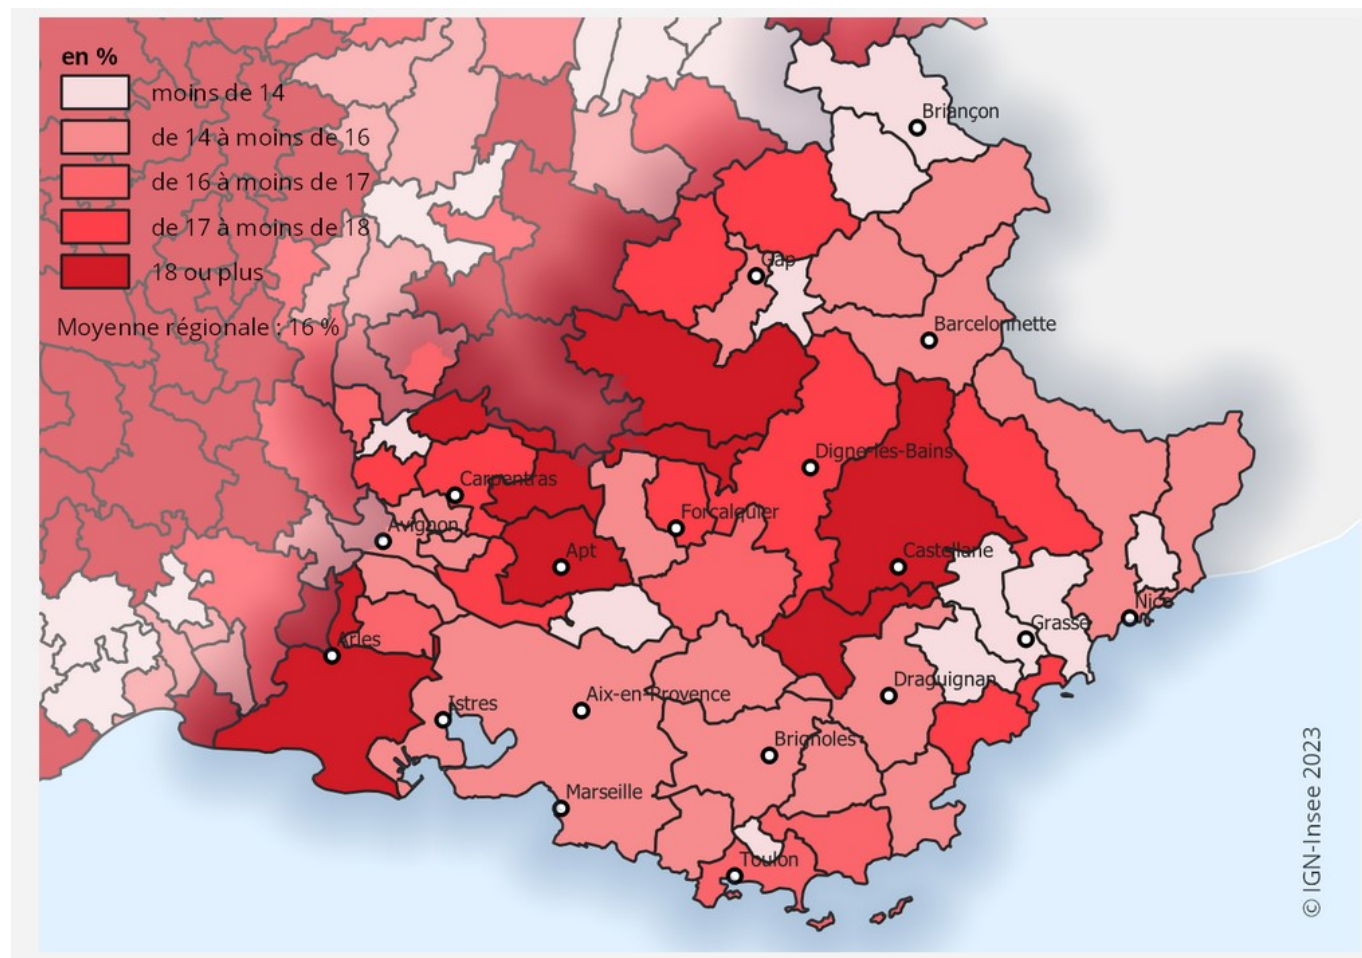 en %
moins de 14
de 14 à moins de 16
de 16 à moins de 17
de 17 à moins de 18
18 ou plus
Moyenne régionale : 16 %
Briançon
Gap
Barcelonnette
Digne-les-Bains
Carpentras
Forcalquier
Avignon
Apt
Castellane
Nice
Grasse
Arles
Draguignan
Aix-en-Provence
Istres
Brignoles
Marseille
Toulon
© IGN-Insee 2023